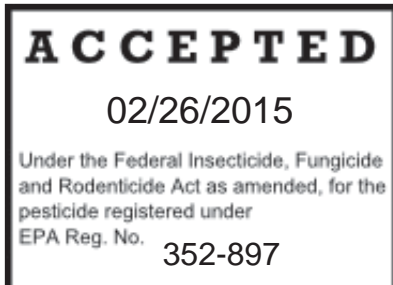 ACCEPTED
02/26/2015
Under the Federal Insecticide, Fungicide
and Rodenticide Act as amended, for the
pesticide registered under
EPA Reg. No. 352-897